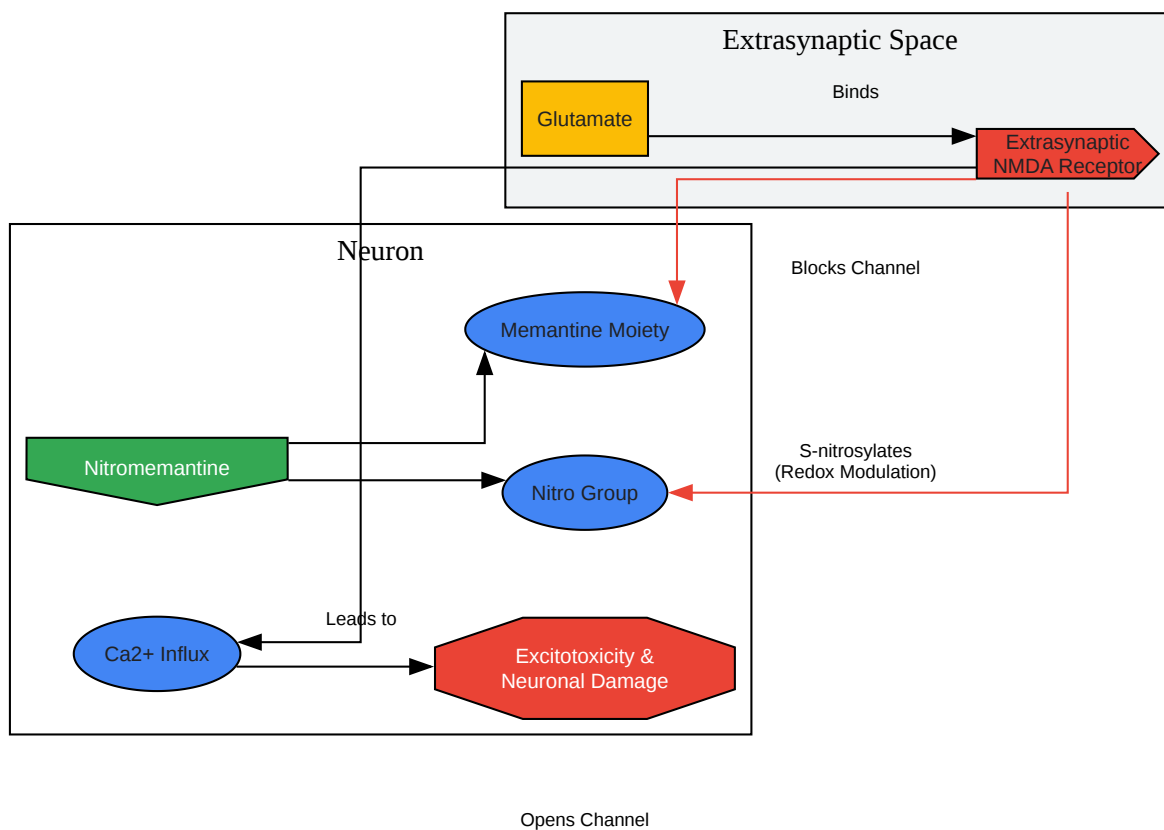 Extrasynaptic Space
Binds
Glutamate
Extrasynaptic
NMDA Receptor
Neuron
Blocks Channel
Memantine Moiety
S-nitrosylates
(Redox Modulation)
Nitromemantine
Nitro Group
Leads to
Ca2+ Influx
Excitotoxicity &
Neuronal Damage
Opens Channel